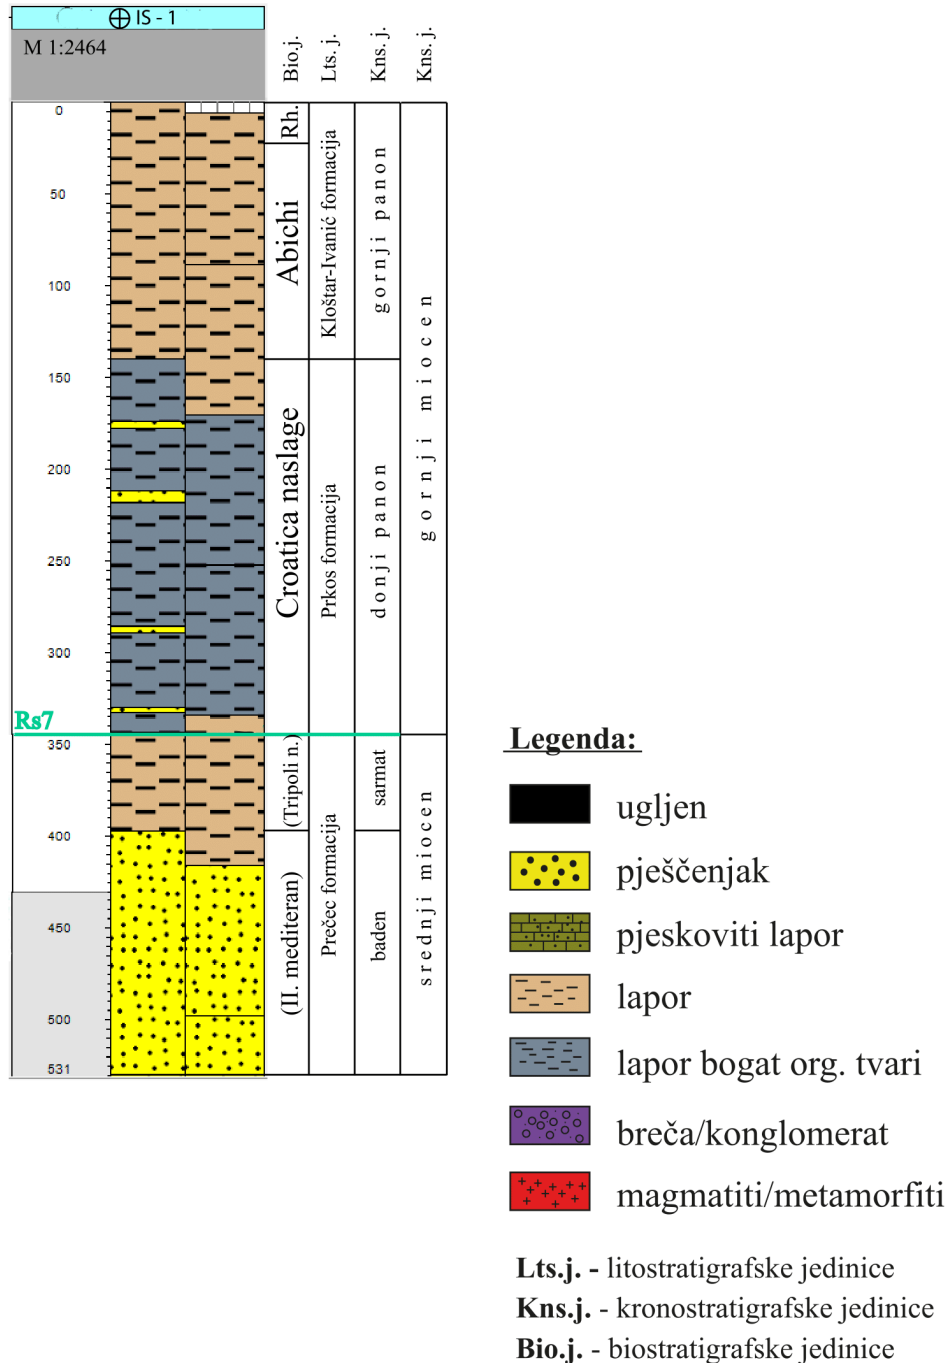 IS - 1
M 1:2464
Bio.j.
Lts. j.
Kns. j.
Kns. j.
0
50
100
150
200
250
300
350
400
450
500
531
Rs7
Rh.
Abichi
Croatica naslage
(Tripoli n.)
(II. mediteran)
Kloštar-Ivanić formacija
Prkos formacija
Prečec formacija
gornji panon
donji panon
sarmat
baden
gornji miocen
srednji miocen
Legenda:
ugljen
pješčenjak
pjeskoviti lapor
lapor
lapor bogat org. tvari
breča/konglomerat
magmatiti/metamorfiti
Lts.j. - litostratigrafske jedinice
Kns.j. - kronostratigrafske jedinice
Bio.j. - biostratigrafske jedinice